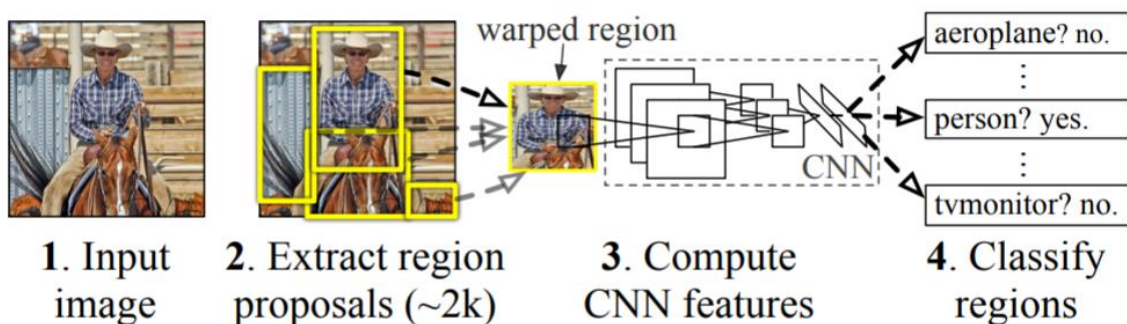 warped region
aeroplane? no.
person? yes.
CNN
tvmonitor? no.
1. Input
image
2. Extract region
proposals (~2k)
3. Compute
CNN features
4. Classify
regions